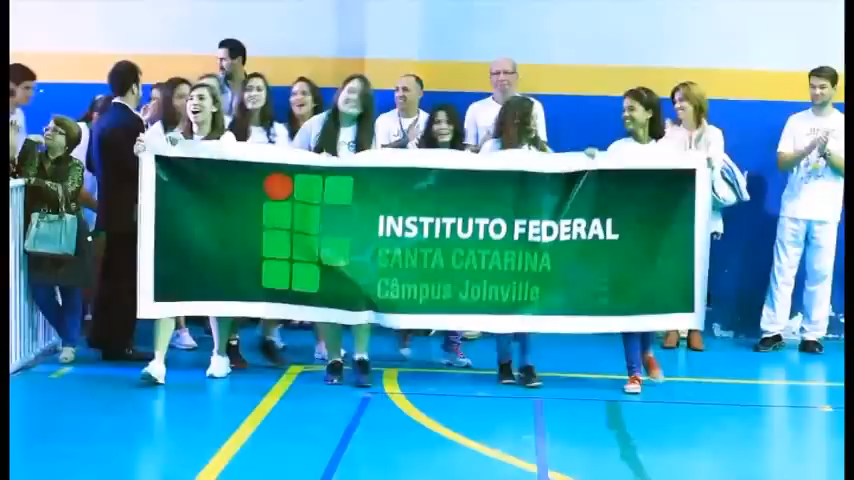 INSTITUTO FEDERAL
SANTA CATARINA
Câmpus Joinville